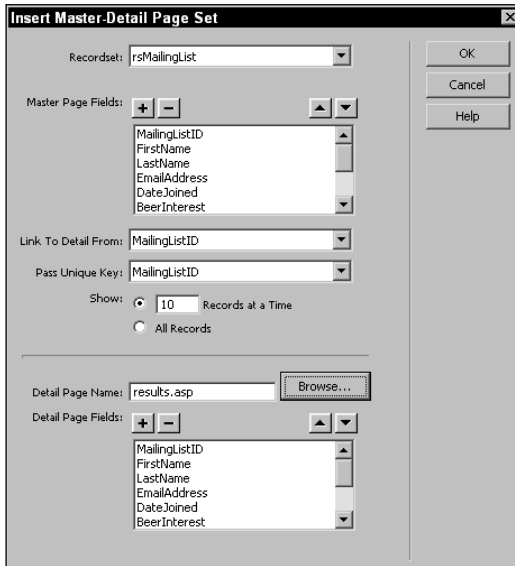 Insert Master-Detail Page Set
Recordset: rsMailingList
OK
Cancel
Help
Master Page Fields: + −
MailingListID
FirstName
LastName
EmailAddress
DateJoined
BeerInterest
Link To Detail From: MailingListID
Pass Unique Key: MailingListID
Show: 10 Records at a Time
All Records
Detail Page Name: results.asp Browse...
Detail Page Fields: + −
MailingListID
FirstName
LastName
EmailAddress
DateJoined
BeerInterest